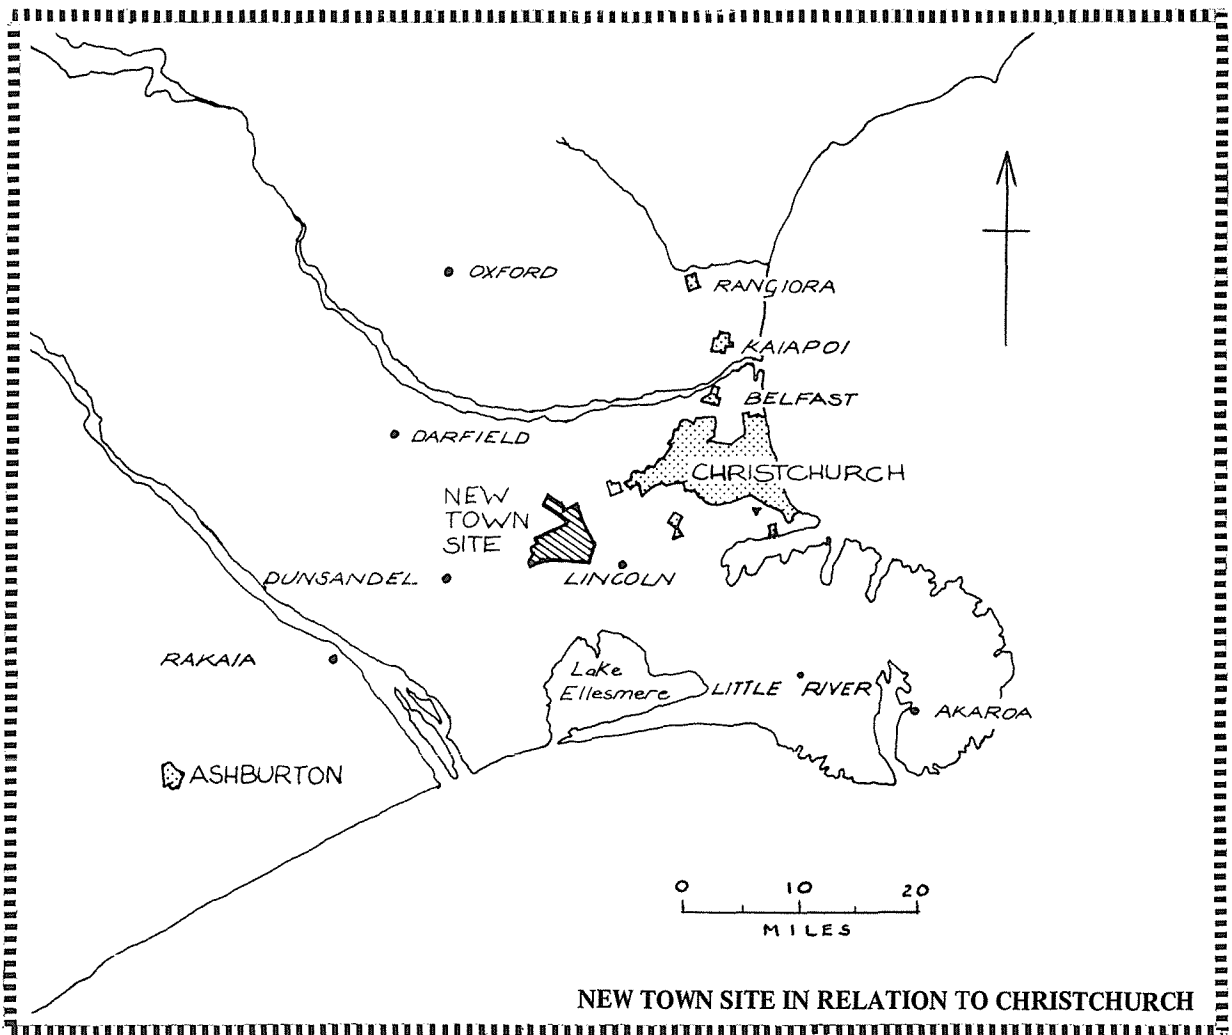 OXFORD
RANGIORA
KAIAPOI
BELFAST
DARFIELD
CHRISTCHURCH
NEW
TOWN
SITE
DUNSANDEL
LINCOLN
RAKAIA
Lake
Ellesmere
LITTLE RIVER
AKAROA
ASHBURTON
0 10 20
MILES
NEW TOWN SITE IN RELATION TO CHRISTCHURCH